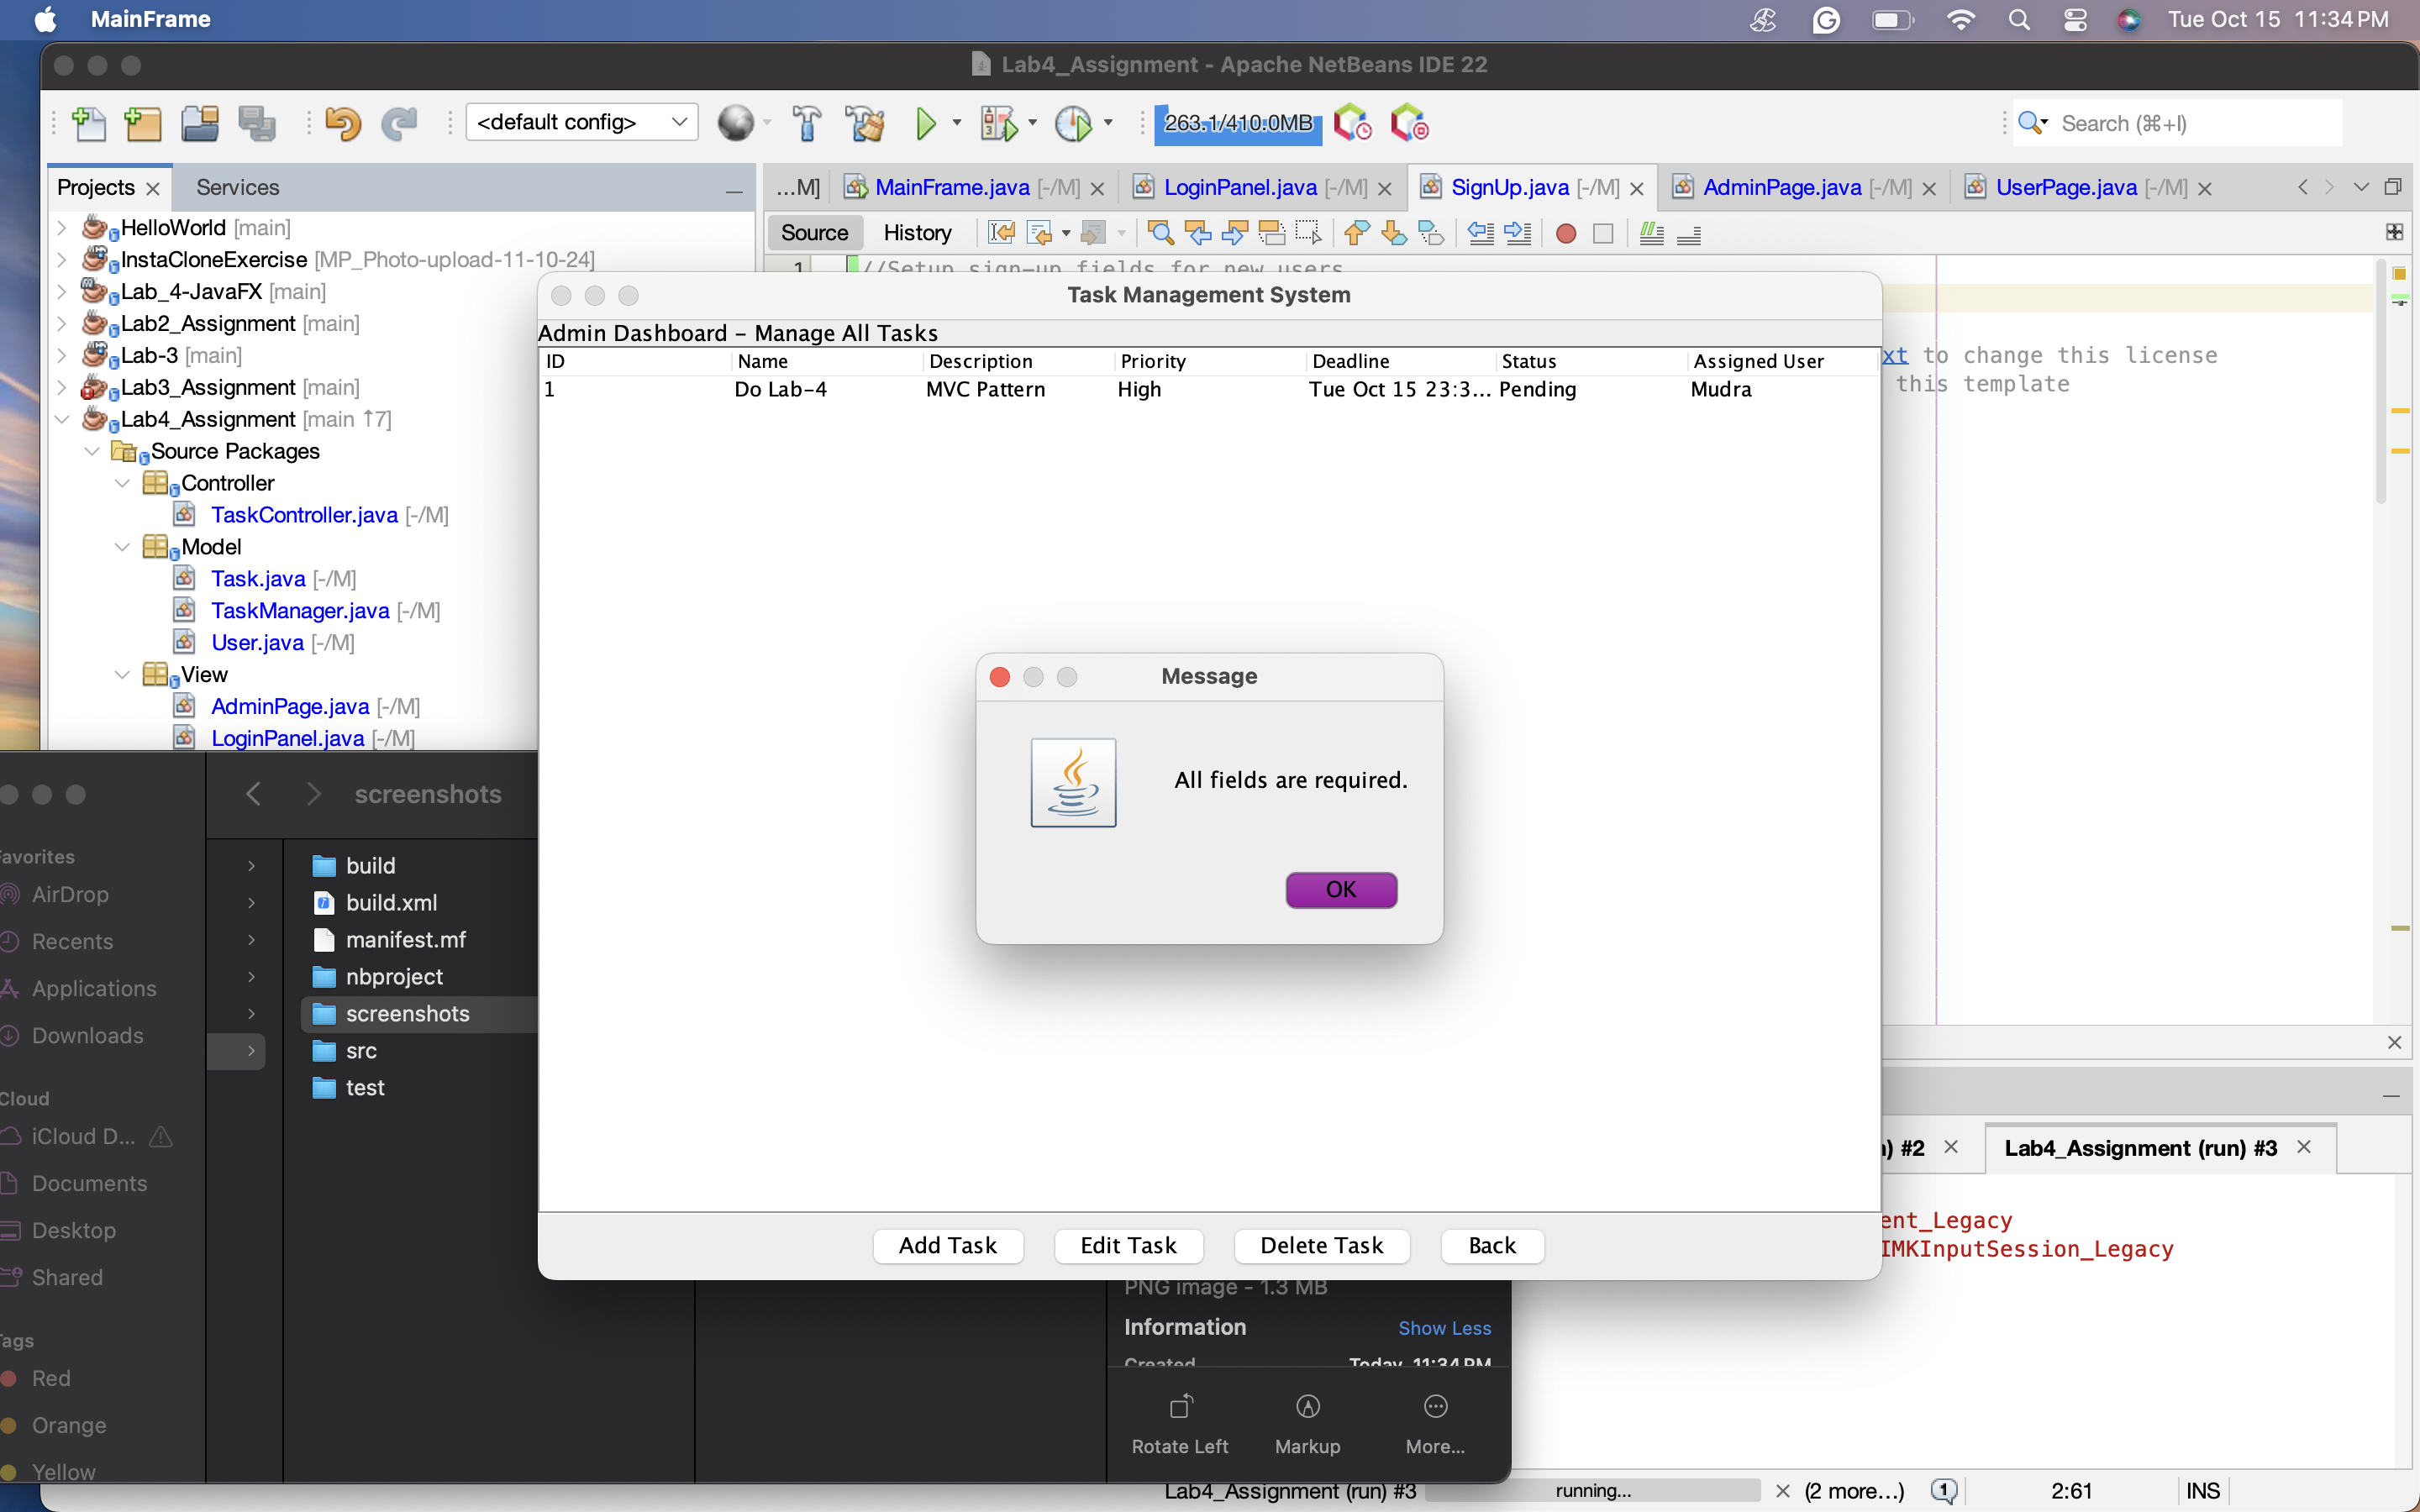 MainFrame
Tue Oct 15 11:34 PM
Lab4_Assignment - Apache NetBeans IDE 22
<default config>
263.1/410.0MB
Search (⌘+I)
Projects
Services
...M]
MainFrame.java [-/M]
LoginPanel.java [-/M]
SignUp.java [-/M]
AdminPage.java [-/M]
UserPage.java [-/M]
Source
History
HelloWorld [main]
InstaCloneExercise [MP_Photo-upload-11-10-24]
Lab_4-JavaFX [main]
Lab2_Assignment [main]
Lab-3 [main]
Lab3_Assignment [main]
Lab4_Assignment [main ↑7]
Source Packages
Controller
TaskController.java [-/M]
Model
Task.java [-/M]
TaskManager.java [-/M]
User.java [-/M]
View
AdminPage.java [-/M]
LoginPanel.java [-/M]
1 //Setup sign-up fields for new users
xt to change this license
this template
Task Management System
Admin Dashboard – Manage All Tasks
ID Name Description Priority Deadline Status Assigned User
1 Do Lab-4 MVC Pattern High Tue Oct 15 23:3... Pending Mudra
Message
All fields are required.
OK
Add Task
Edit Task
Delete Task
Back
screenshots
avorites
AirDrop
Recents
Applications
Downloads
Cloud
iCloud D...
Documents
Desktop
Shared
ags
Red
Orange
Yellow
build
build.xml
manifest.mf
nbproject
screenshots
src
test
PNG image - 1.3 MB
Information
Show Less
Created
Today, 11:34 PM
Rotate Left
Markup
More...
) #2
Lab4_Assignment (run) #3
ent_Legacy
IMKInputSession_Legacy
Lab4_Assignment (run) #3
running...
(2 more...)
1
2:61
INS